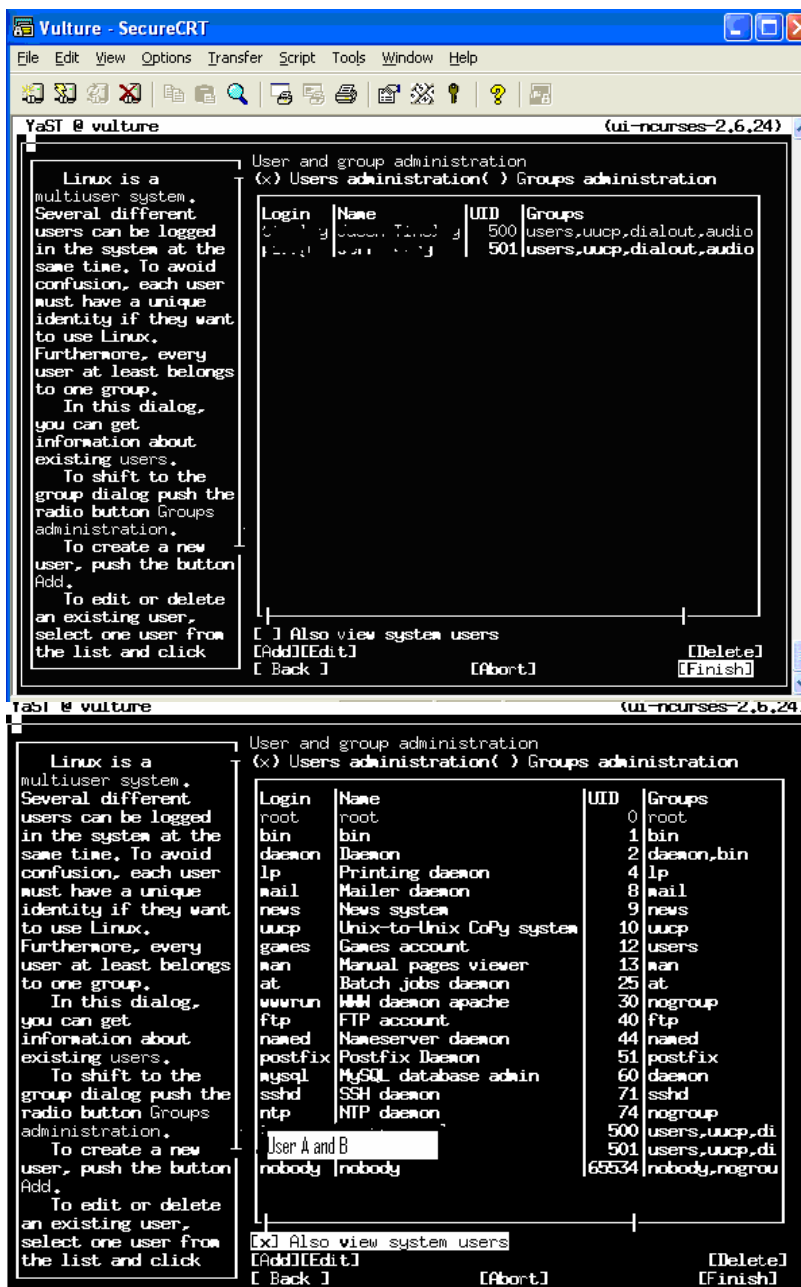 Vulture - SecureCRT
File Edit View Options Transfer Script Tools Window Help
YaST @ vulture (ui-ncurses-2.6.24)
User and group administration
(x) Users administration( ) Groups administration
Linux is a
multiuser system.
Several different
users can be logged
in the system at the
same time. To avoid
confusion, each user
must have a unique
identity if they want
to use Linux.
Furthermore, every
user at least belongs
to one group.
In this dialog,
you can get
information about
existing users.
To shift to the
group dialog push the
radio button Groups
administration.
To create a new
user, push the button
Add.
To edit or delete
an existing user,
select one user from
the list and click
Login Name UID Groups
500 users,uucp,dialout,audio
501 users,uucp,dialout,audio
[ ] Also view system users
[Add][Edit] [Delete]
[ Back ] [Abort] [Finish]
YaST @ vulture (ui-ncurses-2.6.24)
User and group administration
(x) Users administration( ) Groups administration
Linux is a
multiuser system.
Several different
users can be logged
in the system at the
same time. To avoid
confusion, each user
must have a unique
identity if they want
to use Linux.
Furthermore, every
user at least belongs
to one group.
In this dialog,
you can get
information about
existing users.
To shift to the
group dialog push the
radio button Groups
administration.
To create a new
user, push the button
Add.
To edit or delete
an existing user,
select one user from
the list and click
Login Name UID Groups
root root 0 root
bin bin 1 bin
daemon Daemon 2 daemon,bin
lp Printing daemon 4 lp
mail Mailer daemon 8 mail
news News system 9 news
uucp Unix-to-Unix CoPy system 10 uucp
games Games account 12 users
man Manual pages viewer 13 man
at Batch jobs daemon 25 at
wwwrun WWW daemon apache 30 nogroup
ftp FTP account 40 ftp
named Nameserver daemon 44 named
postfix Postfix Daemon 51 postfix
mysql MySQL database admin 60 daemon
sshd SSH daemon 71 sshd
ntp NTP daemon 74 nogroup
500 users,uucp,di
User A and B
501 users,uucp,di
nobody nobody 65534 nobody,nogrou
[x] Also view system users
[Add][Edit] [Delete]
[ Back ] [Abort] [Finish]